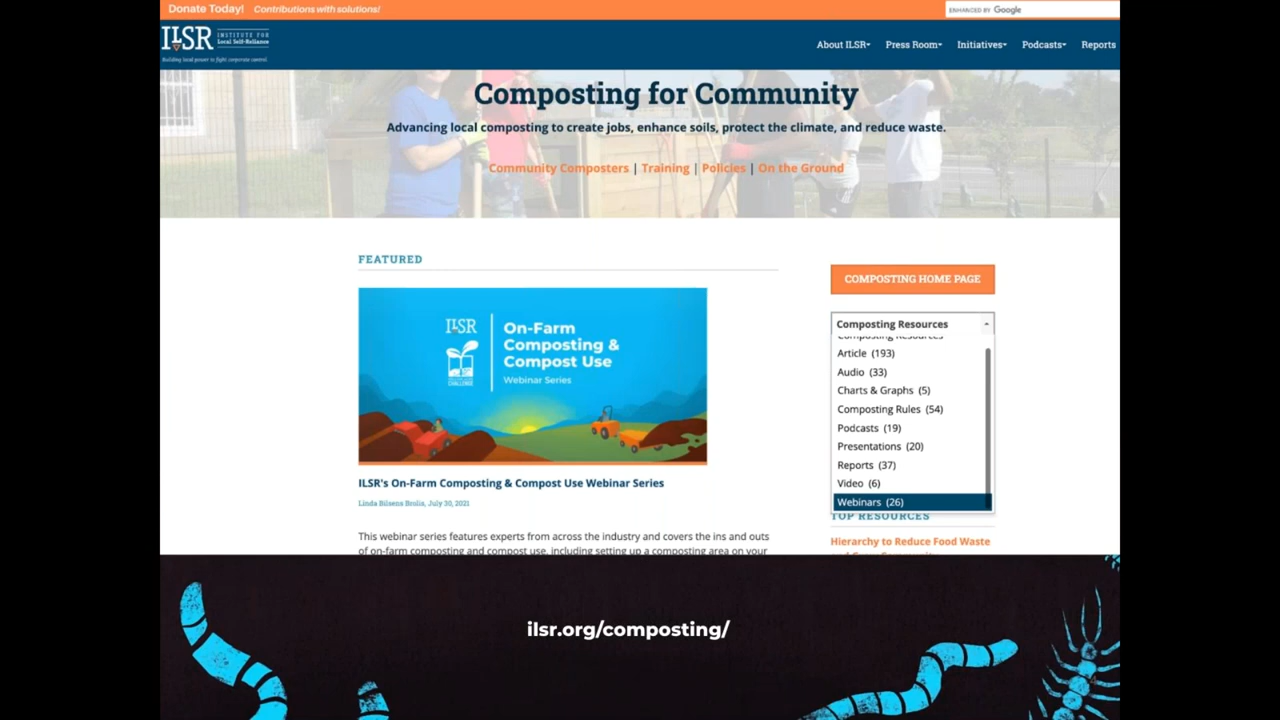 Donate Today! Contributions with solutions!
ENHANCED BY Google
ILSR INSTITUTE FOR
Local Self-Reliance
Building local power to fight corporate control.
About ILSR Press Room Initiatives Podcasts Reports
Composting for Community
Advancing local composting to create jobs, enhance soils, protect the climate, and reduce waste.
Community Composters | Training | Policies | On the Ground
FEATURED
ILSR
CHALLENGE
On-Farm
Composting &
Compost Use
Webinar Series
ILSR's On-Farm Composting & Compost Use Webinar Series
Linda Bilsens Brolis, July 30, 2021
This webinar series features experts from across the industry and covers the ins and outs
of on-farm composting and compost use, including setting up a composting area on your
COMPOSTING HOME PAGE
Composting Resources
Composting Resources
Article (193)
Audio (33)
Charts & Graphs (5)
Composting Rules (54)
Podcasts (19)
Presentations (20)
Reports (37)
Video (6)
Webinars (26)
TOP RESOURCES
Hierarchy to Reduce Food Waste
ilsr.org/composting/